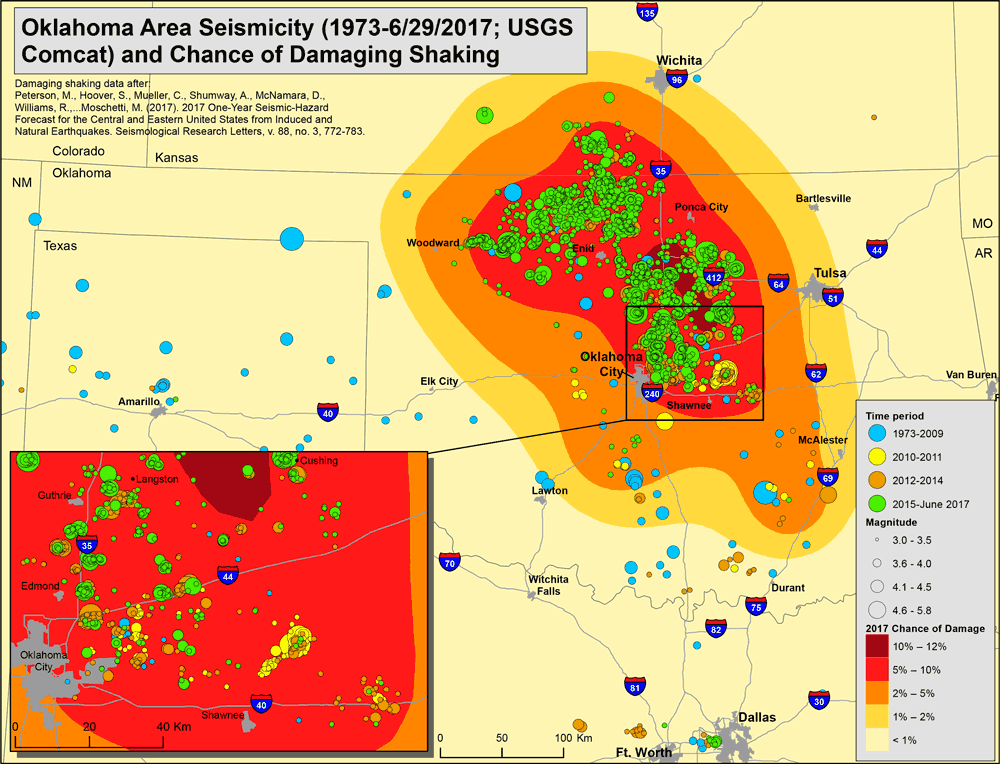 Oklahoma Area Seismicity (1973-6/29/2017; USGS
Comcat) and Chance of Damaging Shaking
Damaging shaking data after:
Peterson, M., Hoover, S., Mueller, C., Shumway, A., McNamara, D.,
Williams, R.,...Moschetti, M. (2017). 2017 One-Year Seismic-Hazard
Forecast for the Central and Eastern United States from Induced and
Natural Earthquakes. Seismological Research Letters, v. 88, no. 3, 772-783.
135
Wichita
96
Colorado
Kansas
Oklahoma
NM
35
Ponca City
Bartlesville
MO
AR
Texas
Woodward
Enid
44
412
64
Tulsa
51
Oklahoma
City
240
Shawnee
62
Van Buren
F
Elk City
Amarillo
40
McAlester
69
Lawton
70
Witchita
Falls
Durant
75
82
81
30
Dallas
Ft. Worth
0
50
100 Km
Cushing
Langston
Guthrie
35
44
Edmond
Oklahoma
City
40
Shawnee
0
20
40 Km
Time period
1973-2009
2010-2011
2012-2014
2015-June 2017
Magnitude
3.0 - 3.5
3.6 - 4.0
4.1 - 4.5
4.6 - 5.8
2017 Chance of Damage
10% – 12%
5% – 10%
2% – 5%
1% – 2%
< 1%